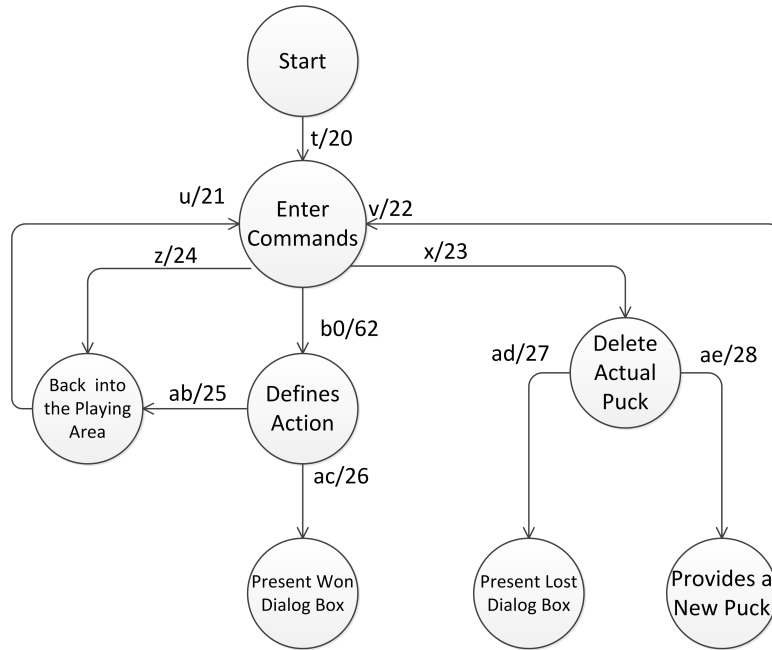 Start
t/20
u/21
Enter
Commands
v/22
z/24
x/23
b0/62
Back into
the Playing
Area
ab/25
Defines
Action
ad/27
Delete
Actual
Puck
ae/28
ac/26
Present Won
Dialog Box
Present Lost
Dialog Box
Provides a
New Puck